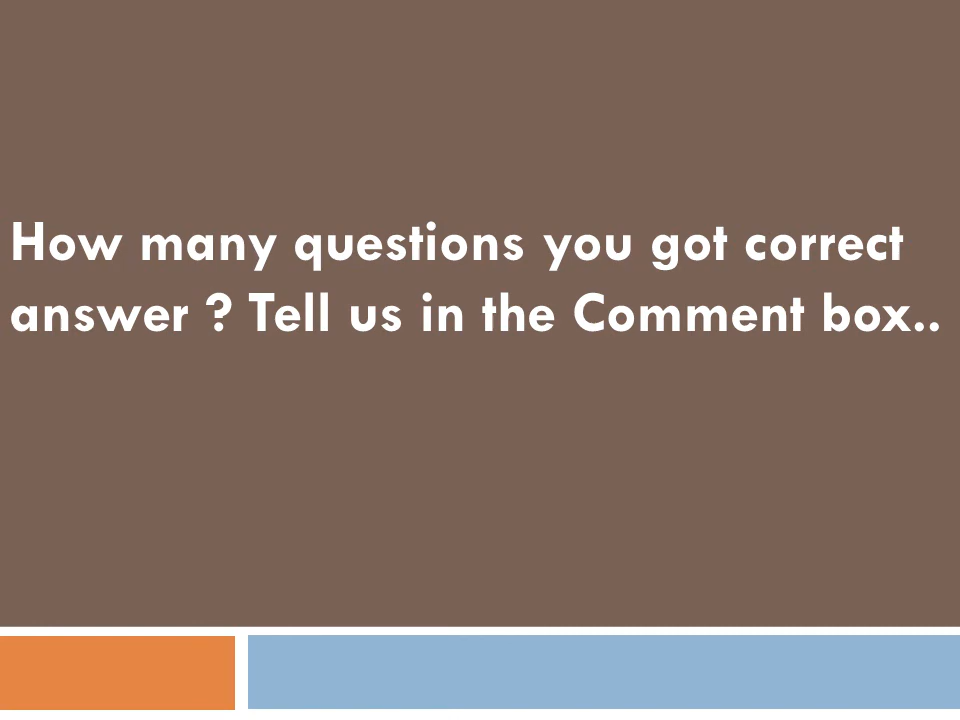 How many questions you got correct
answer ? Tell us in the Comment box..